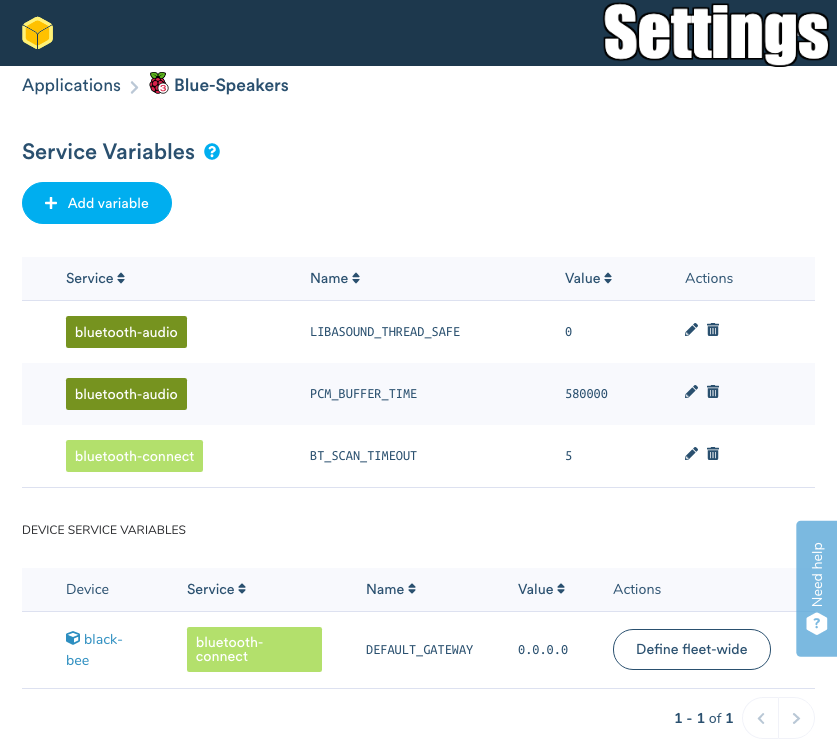 Settings
Applications Blue-Speakers
Service Variables ?
+ Add variable
Service Name Value Actions
bluetooth-audio LIBASOUND_THREAD_SAFE 0
bluetooth-audio PCM_BUFFER_TIME 580000
bluetooth-connect BT_SCAN_TIMEOUT 5
DEVICE SERVICE VARIABLES
Device Service Name Value Actions
black-
bee
bluetooth-
connect
DEFAULT_GATEWAY 0.0.0.0 Define fleet-wide
1 - 1 of 1
Need help ?